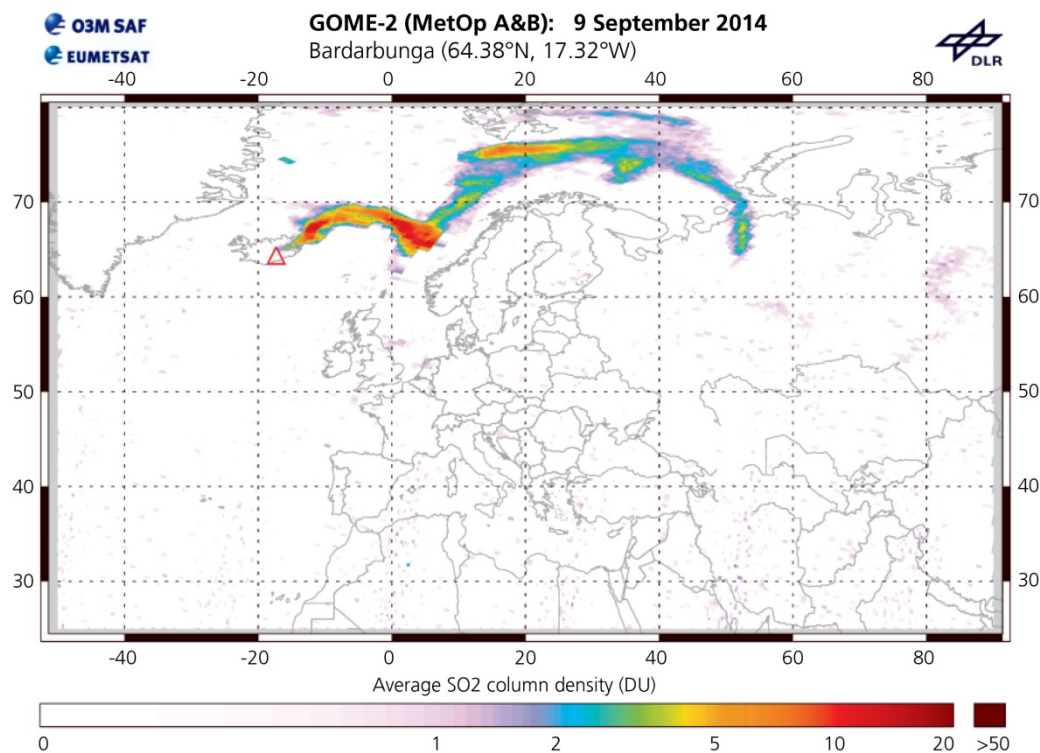 O3M SAF
EUMETSAT
GOME-2 (MetOp A&B): 9 September 2014
Bardarbunga (64.38°N, 17.32°W)
DLR
-40 -20 0 20 40 60 80
70 70
60 60
50 50
40 40
30 30
-40 -20 0 20 40 60 80
Average SO2 column density (DU)
0 1 2 5 10 20 >50